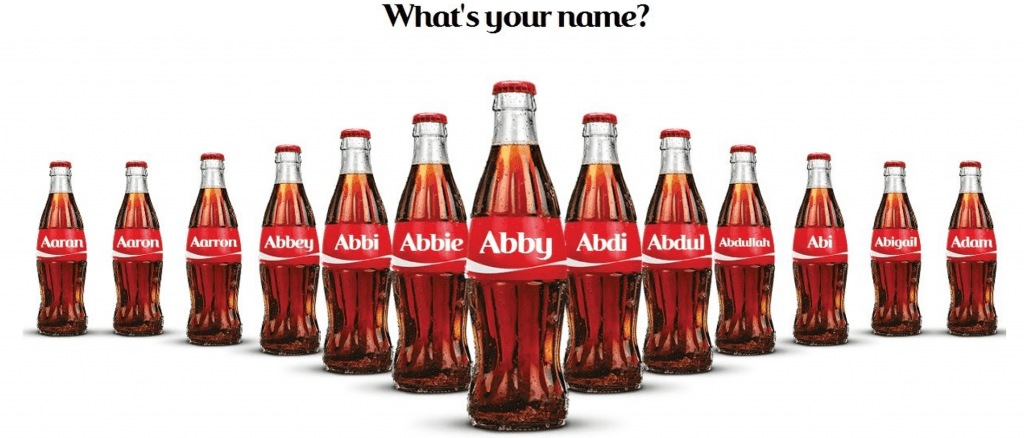 What's your name?
Aaran
Aaron
Aarron
Abbey
Abbi
Abbie
Abby
Abdi
Abdul
Abdullah
Abi
Abigail
Adam